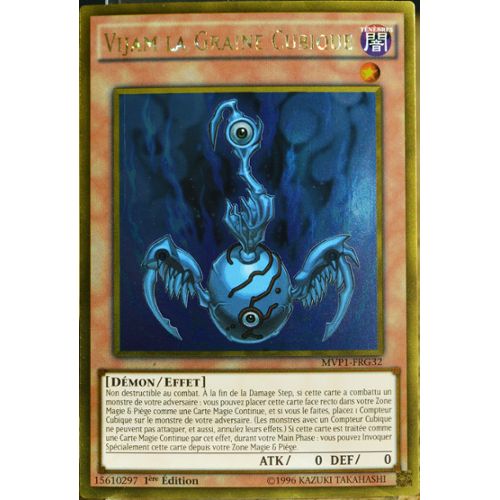 Vijam la Graine Cubique
TÉNÈBRES
闇
MVP1-FRG32
[Démon/Effet]
Non destructible au combat. À la fin de la Damage Step, si cette carte a combattu un
monstre de votre adversaire : vous pouvez placer cette carte face recto dans votre Zone
Magie & Piège comme une Carte Magie Continue, et si vous le faites, placez 1 Compteur
Cubique sur le monstre de votre adversaire. (Les monstres avec un Compteur Cubique
ne peuvent pas attaquer, et aussi, annulez leurs effets.) Si cette carte est traitée comme
une Carte Magie Continue par cet effet, durant votre Main Phase : vous pouvez Invoquer
Spécialement cette carte depuis votre Zone Magie & Piège.
ATK / 0 DEF / 0
15610297 1ère Édition ©1996 KAZUKI TAKAHASHI